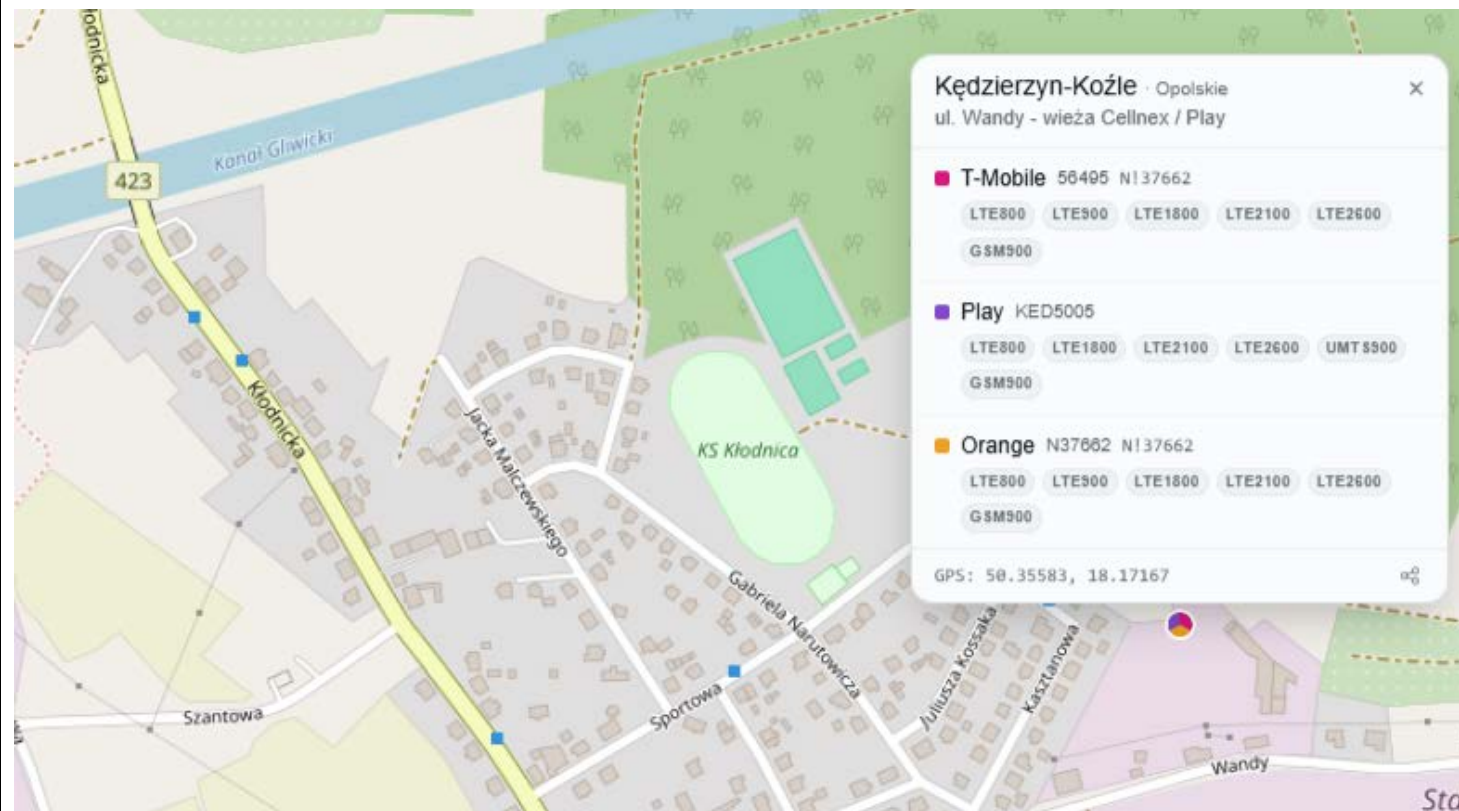 Kędzierzyn-Koźle · Opolskie
ul. Wandy - wieża Cellnex / Play
T-Mobile 56495 N!37662
LTE800 LTE900 LTE1800 LTE2100 LTE2600
GSM900
Play KED5005
LTE800 LTE1800 LTE2100 LTE2600 UMTS900
GSM900
Orange N37662 N!37662
LTE800 LTE900 LTE1800 LTE2100 LTE2600
GSM900
GPS: 50.35583, 18.17167
Kanał Gliwicki
423
Kłodnicka
Jacka Malczewskiego
KS Kłodnica
Gabriela Narutowicza
Juliusza Kossaka
Kasztanowa
Sportowa
Szantowa
Wandy